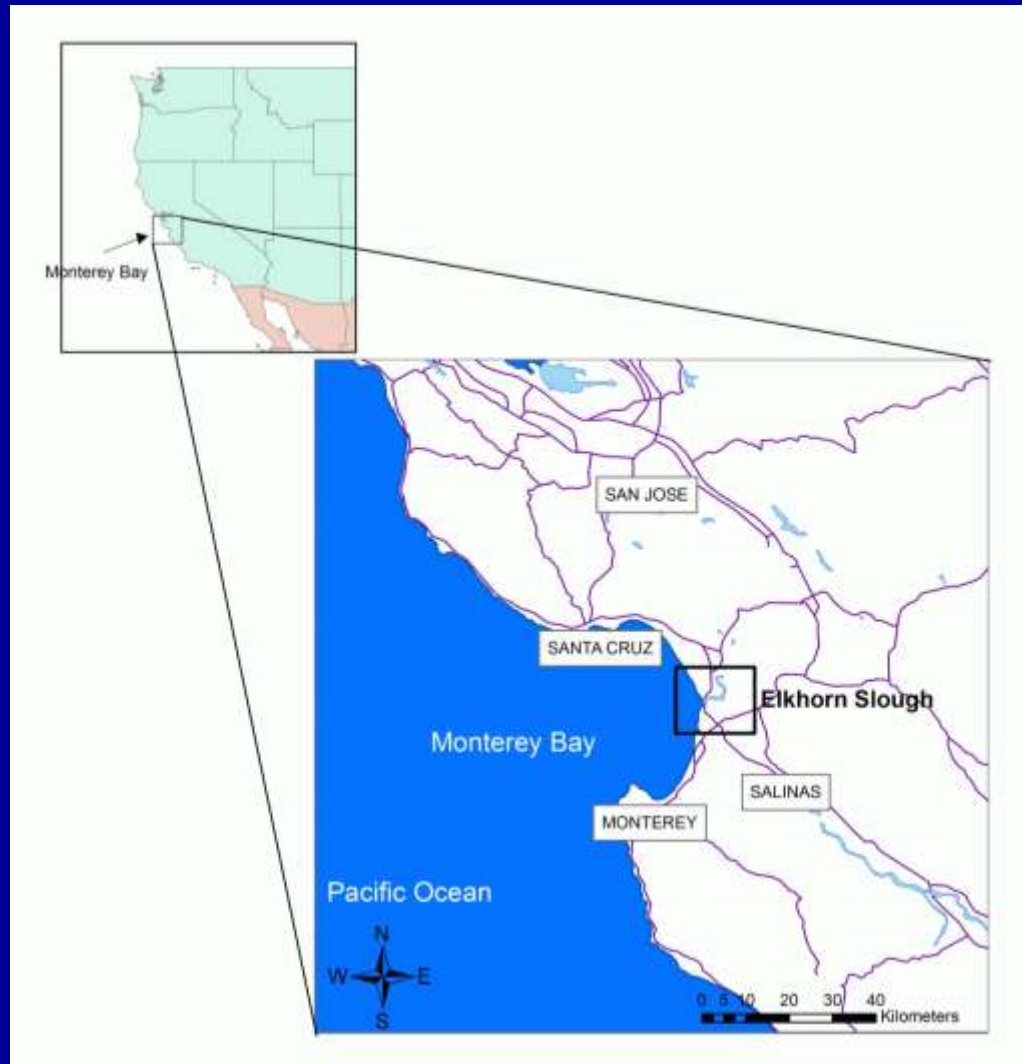 Monterey Bay
SAN JOSE
SANTA CRUZ
Elkhorn Slough
Monterey Bay
SALINAS
MONTEREY
Pacific Ocean
N
W E
S
0 5 10 20 30 40
Kilometers